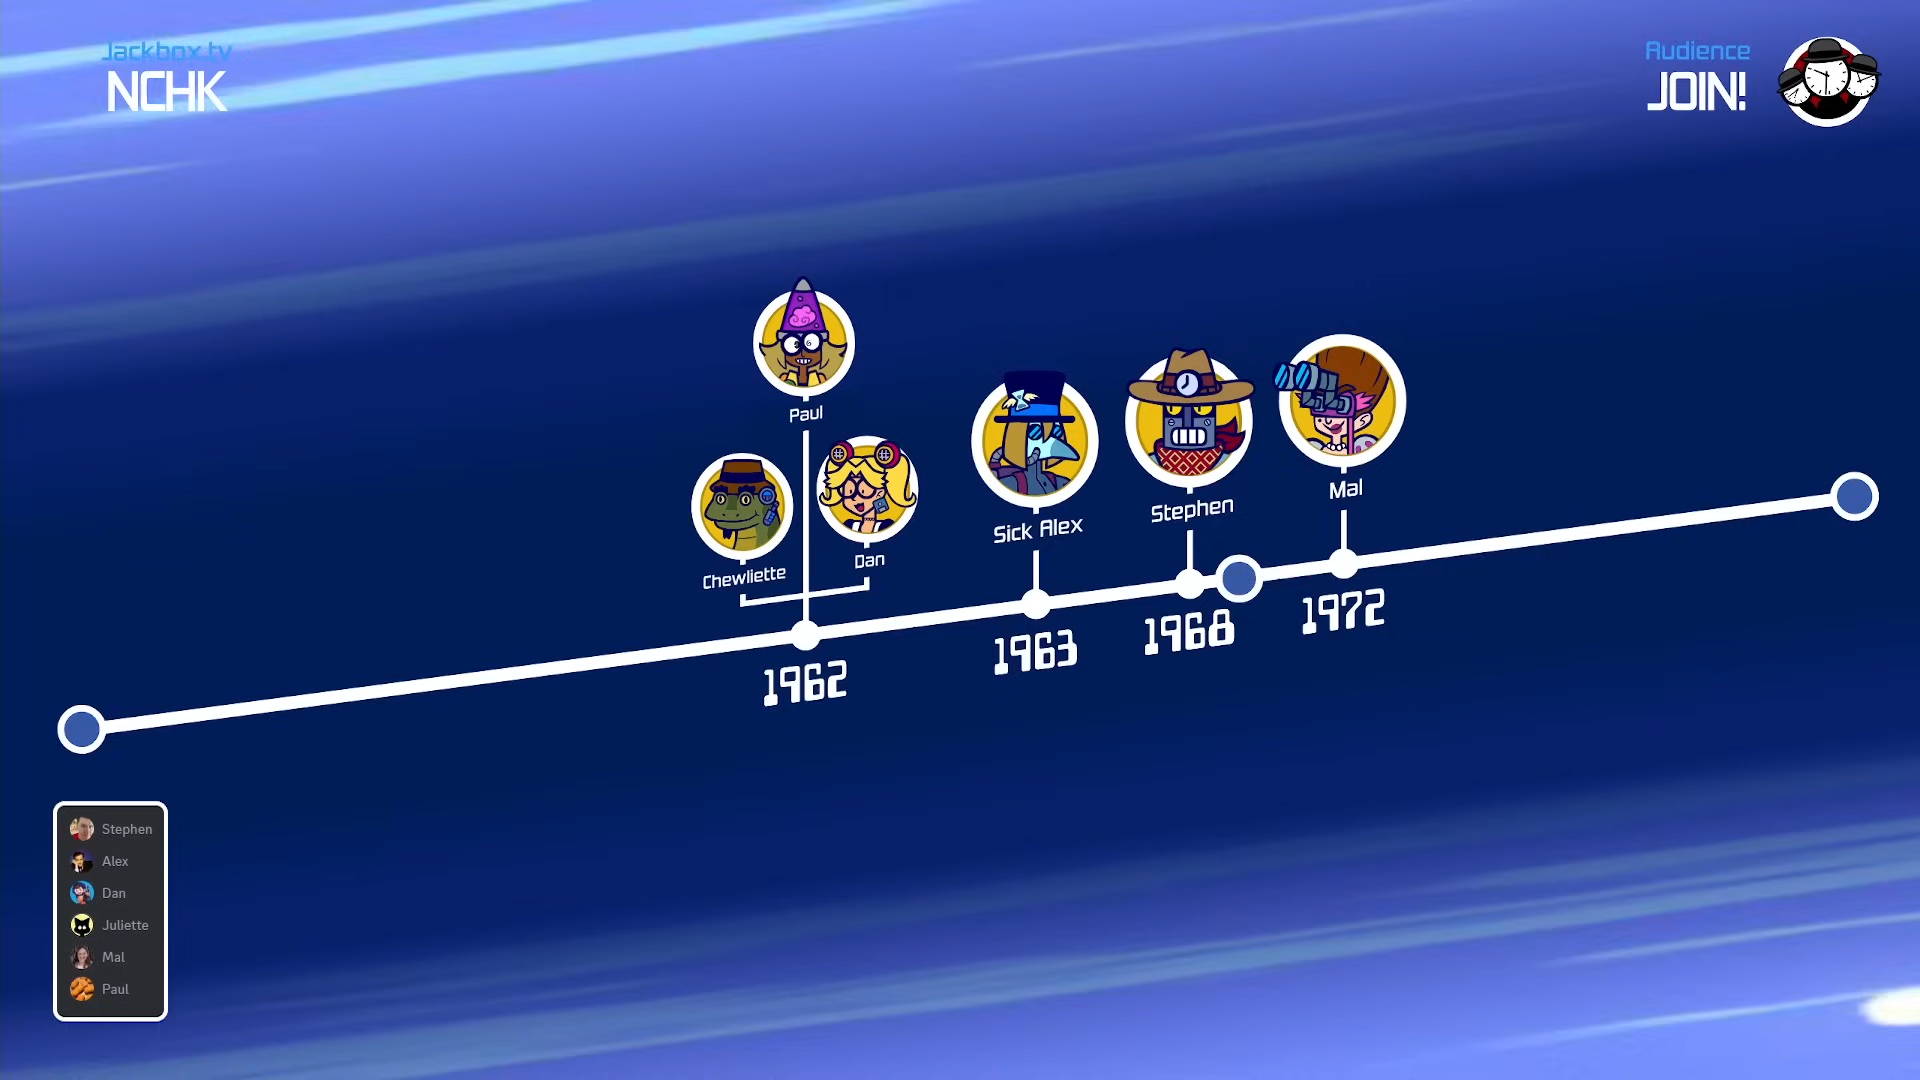 Jackbox.tv
NCHK
Audience
JOIN!
Paul
Chewliette
Dan
Sick Alex
Stephen
Mal
1962
1963
1968
1972
Stephen
Alex
Dan
Juliette
Mal
Paul